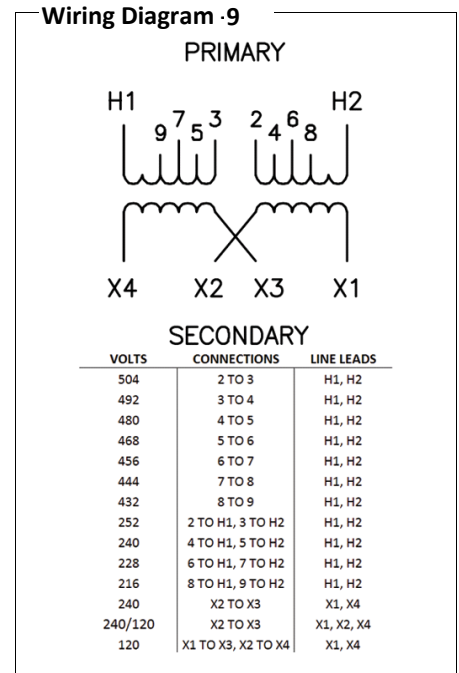 Wiring Diagram ·9
PRIMARY
H1 9 7 5 3 2 4 6 8 H2
X4 X2 X3 X1
SECONDARY
VOLTS CONNECTIONS LINE LEADS
504 2 TO 3 H1, H2
492 3 TO 4 H1, H2
480 4 TO 5 H1, H2
468 5 TO 6 H1, H2
456 6 TO 7 H1, H2
444 7 TO 8 H1, H2
432 8 TO 9 H1, H2
252 2 TO H1, 3 TO H2 H1, H2
240 4 TO H1, 5 TO H2 H1, H2
228 6 TO H1, 7 TO H2 H1, H2
216 8 TO H1, 9 TO H2 H1, H2
240 X2 TO X3 X1, X4
240/120 X2 TO X3 X1, X2, X4
120 X1 TO X3, X2 TO X4 X1, X4